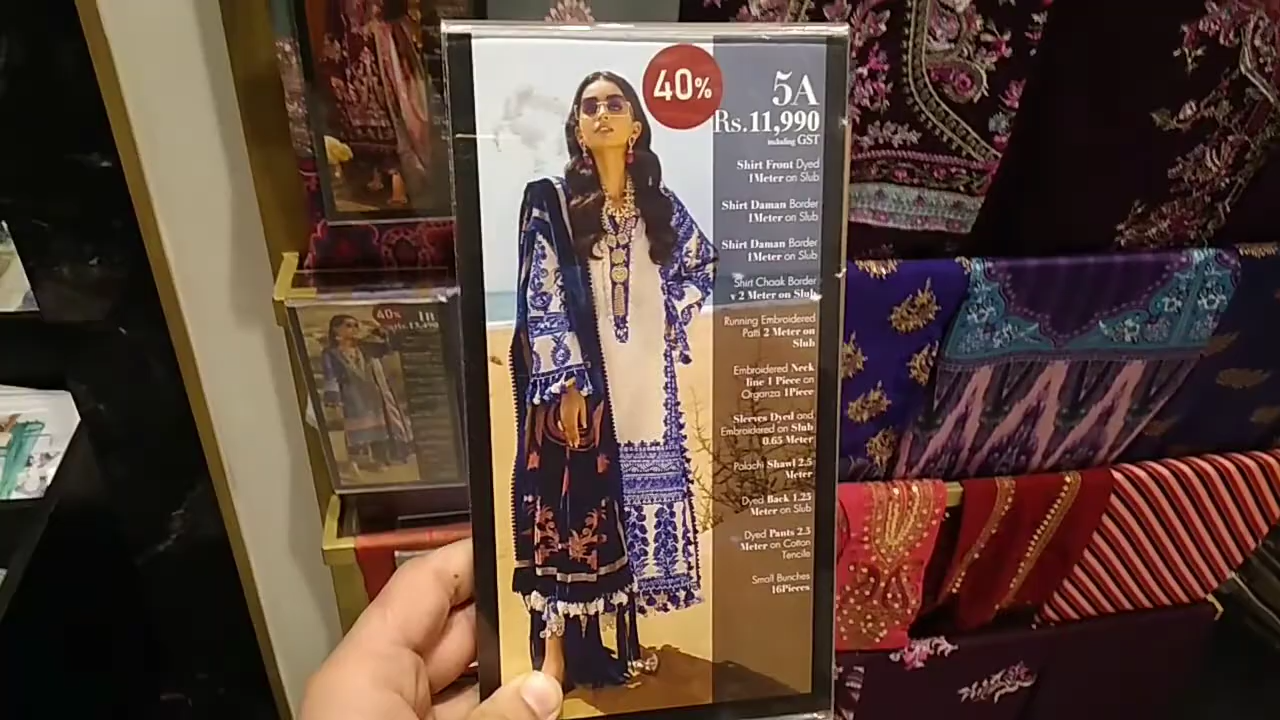 40%
5A
Rs.11,990
including GST
Shirt Front Dyed
1Meter on Slub
Shirt Daman Border
1Meter on Slub
Shirt Daman Border
1Meter on Slub
Shirt Chaak Border
v 2 Meter on Slub
Running Embroidered
Patti 2 Meter on
Slub
Embroidered Neck
line 1 Piece on
Organza 1Piece
Sleeves Dyed and
Embroidered on Slub
0.65 Meter
Palachi Shawl 2.5
Meter
Dyed Back 1.25
Meter on Slub
Dyed Pants 2.5
Meter on Cotton
Tencile
Small Bunches
16Pieces
40%